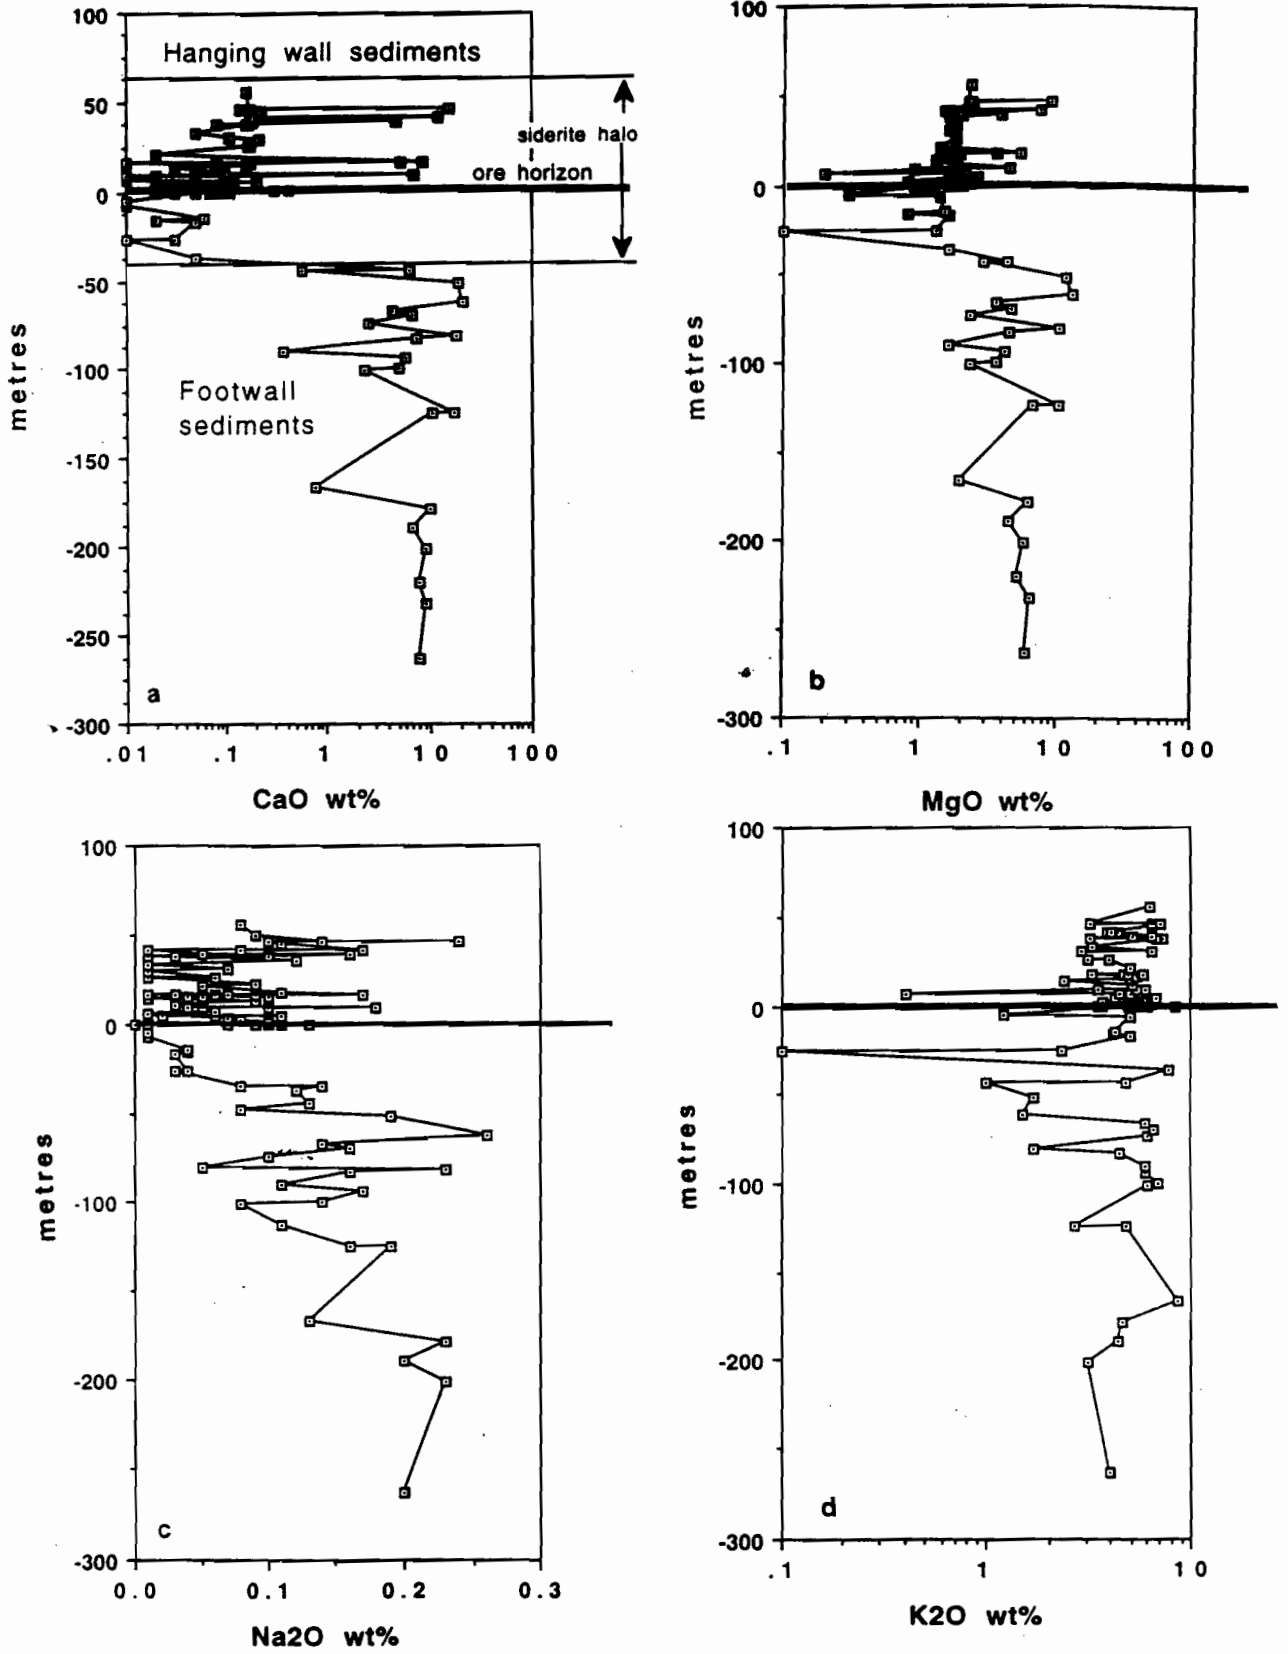 100
Hanging wall sediments
50
siderite halo
ore horizon
0
-50
-100
Footwall
sediments
-150
-200
-250
-300
metres
a
.01 .1 1 10 100
CaO wt%
100
0
-100
-200
-300
metres
b
.1 1 10 100
MgO wt%
100
0
-100
-200
-300
metres
c
0.0 0.1 0.2 0.3
Na2O wt%
100
0
-100
-200
-300
metres
d
.1 1 10
K2O wt%